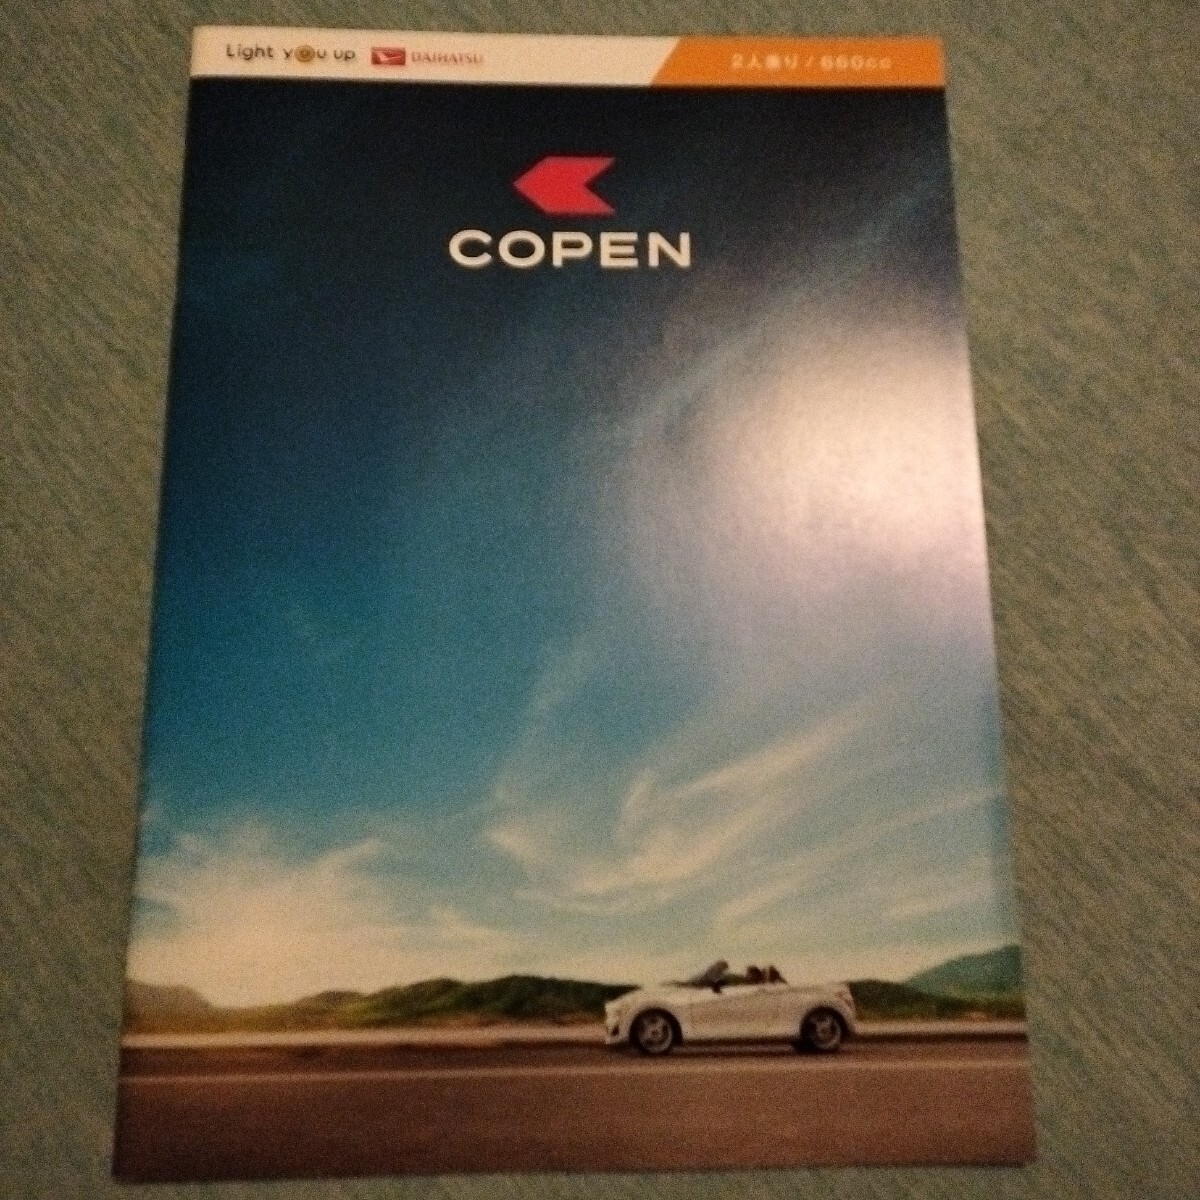 Light you up DAIHATSU 2人乗り / 660cc
COPEN